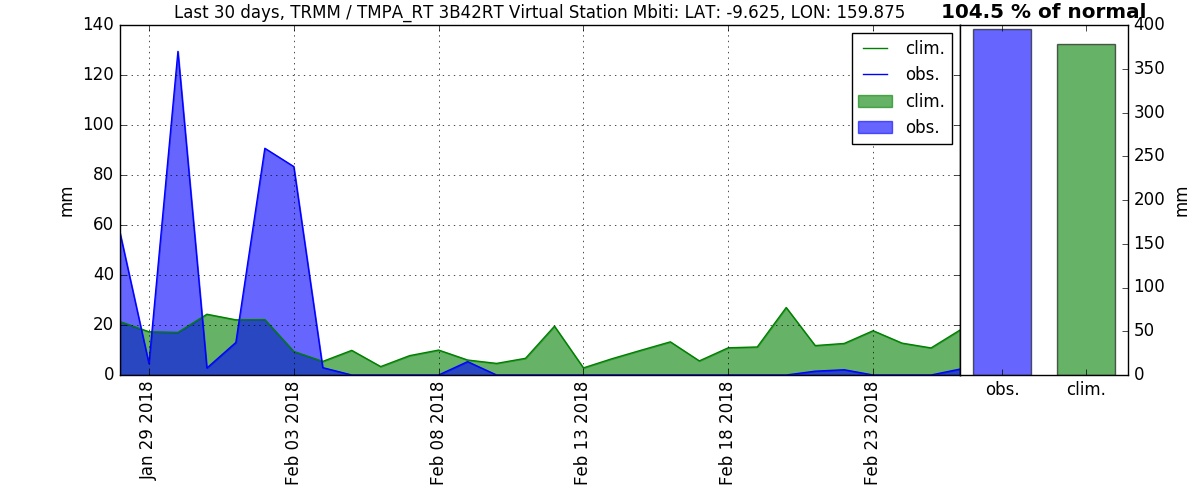 Last 30 days, TRMM / TMPA_RT 3B42RT Virtual Station Mbiti: LAT: -9.625, LON: 159.875
104.5 % of normal
140
120
100
80
60
40
20
0
mm
clim.
obs.
clim.
obs.
Jan 29 2018
Feb 03 2018
Feb 08 2018
Feb 13 2018
Feb 18 2018
Feb 23 2018
400
350
300
250
200
150
100
50
0
mm
obs.
clim.